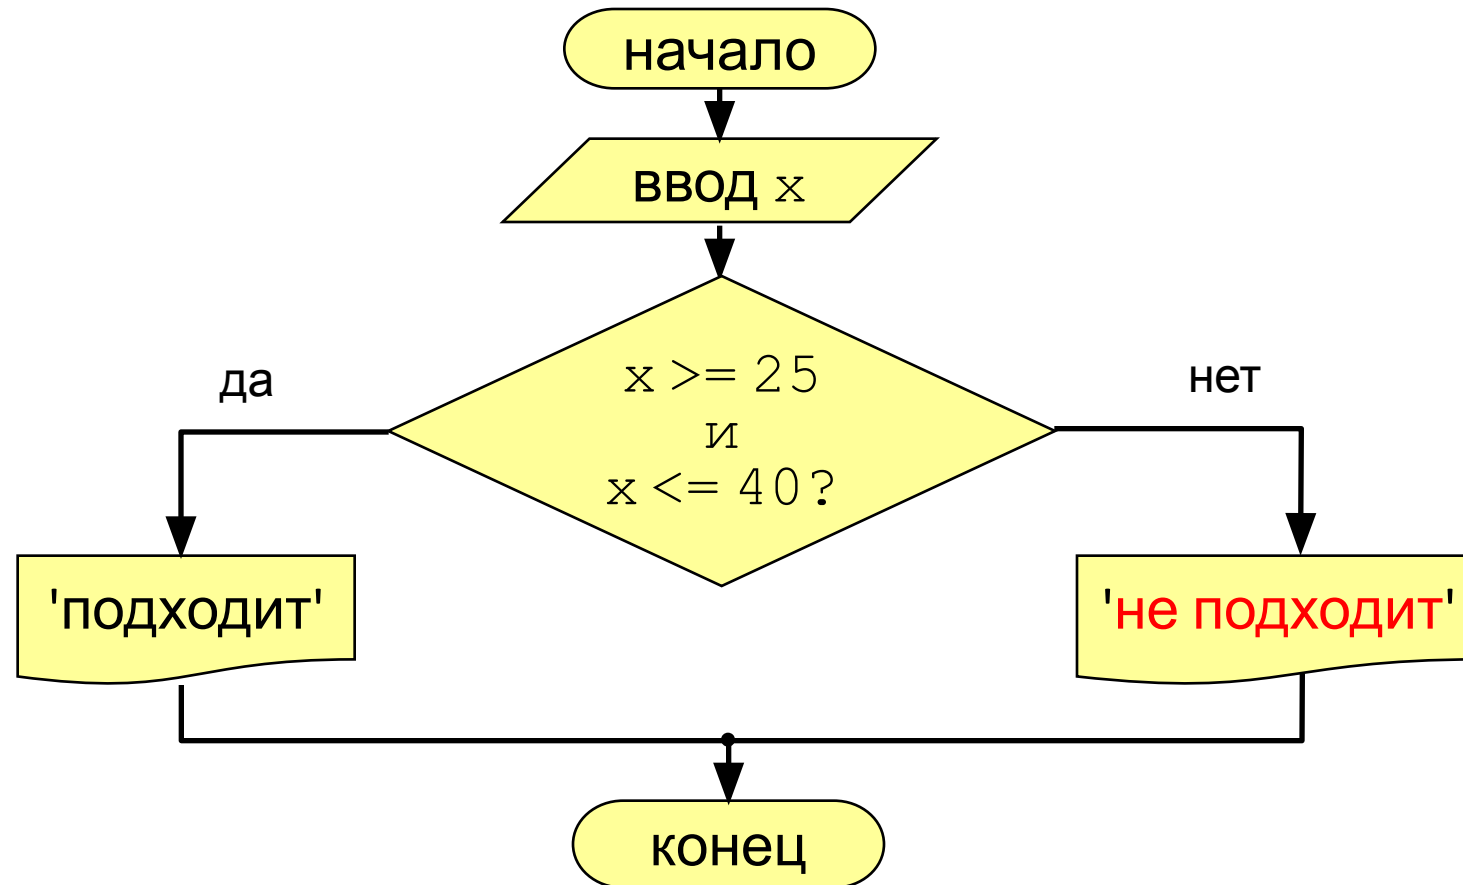 начало
ввод x
x >= 25
и
x <= 40?
да
нет
'подходит'
'не подходит'
конец